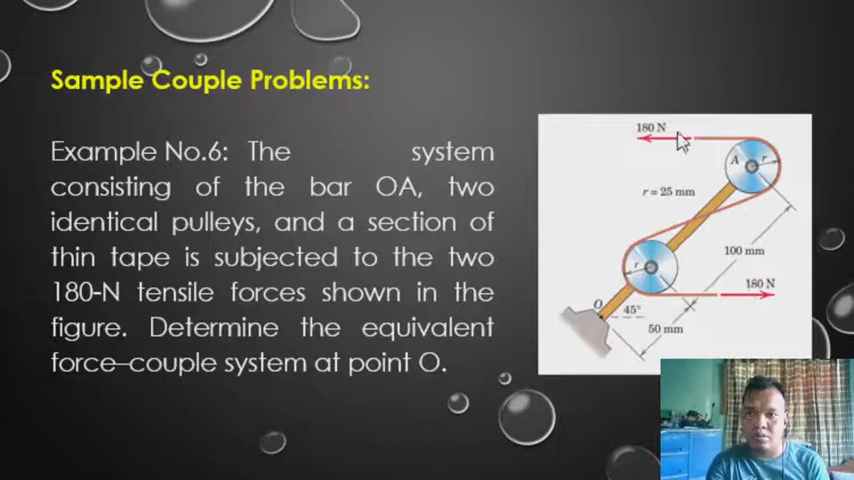 Sample Couple Problems:
Example No.6: The system
consisting of the bar OA, two
identical pulleys, and a section of
thin tape is subjected to the two
180-N tensile forces shown in the
figure. Determine the equivalent
force–couple system at point O.
180 N
A
r
r = 25 mm
100 mm
r
180 N
O
45°
50 mm